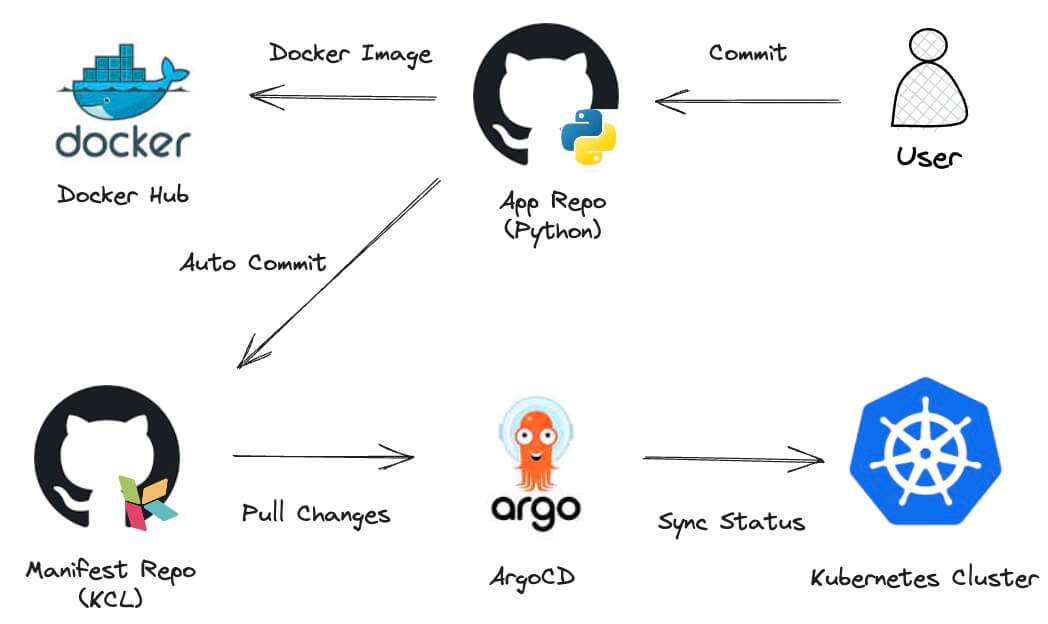 Docker Image
Commit
docker
Docker Hub
App Repo
(Python)
User
Auto Commit
Pull Changes
argo
Sync Status
Manifest Repo
(KCL)
ArgoCD
Kubernetes Cluster